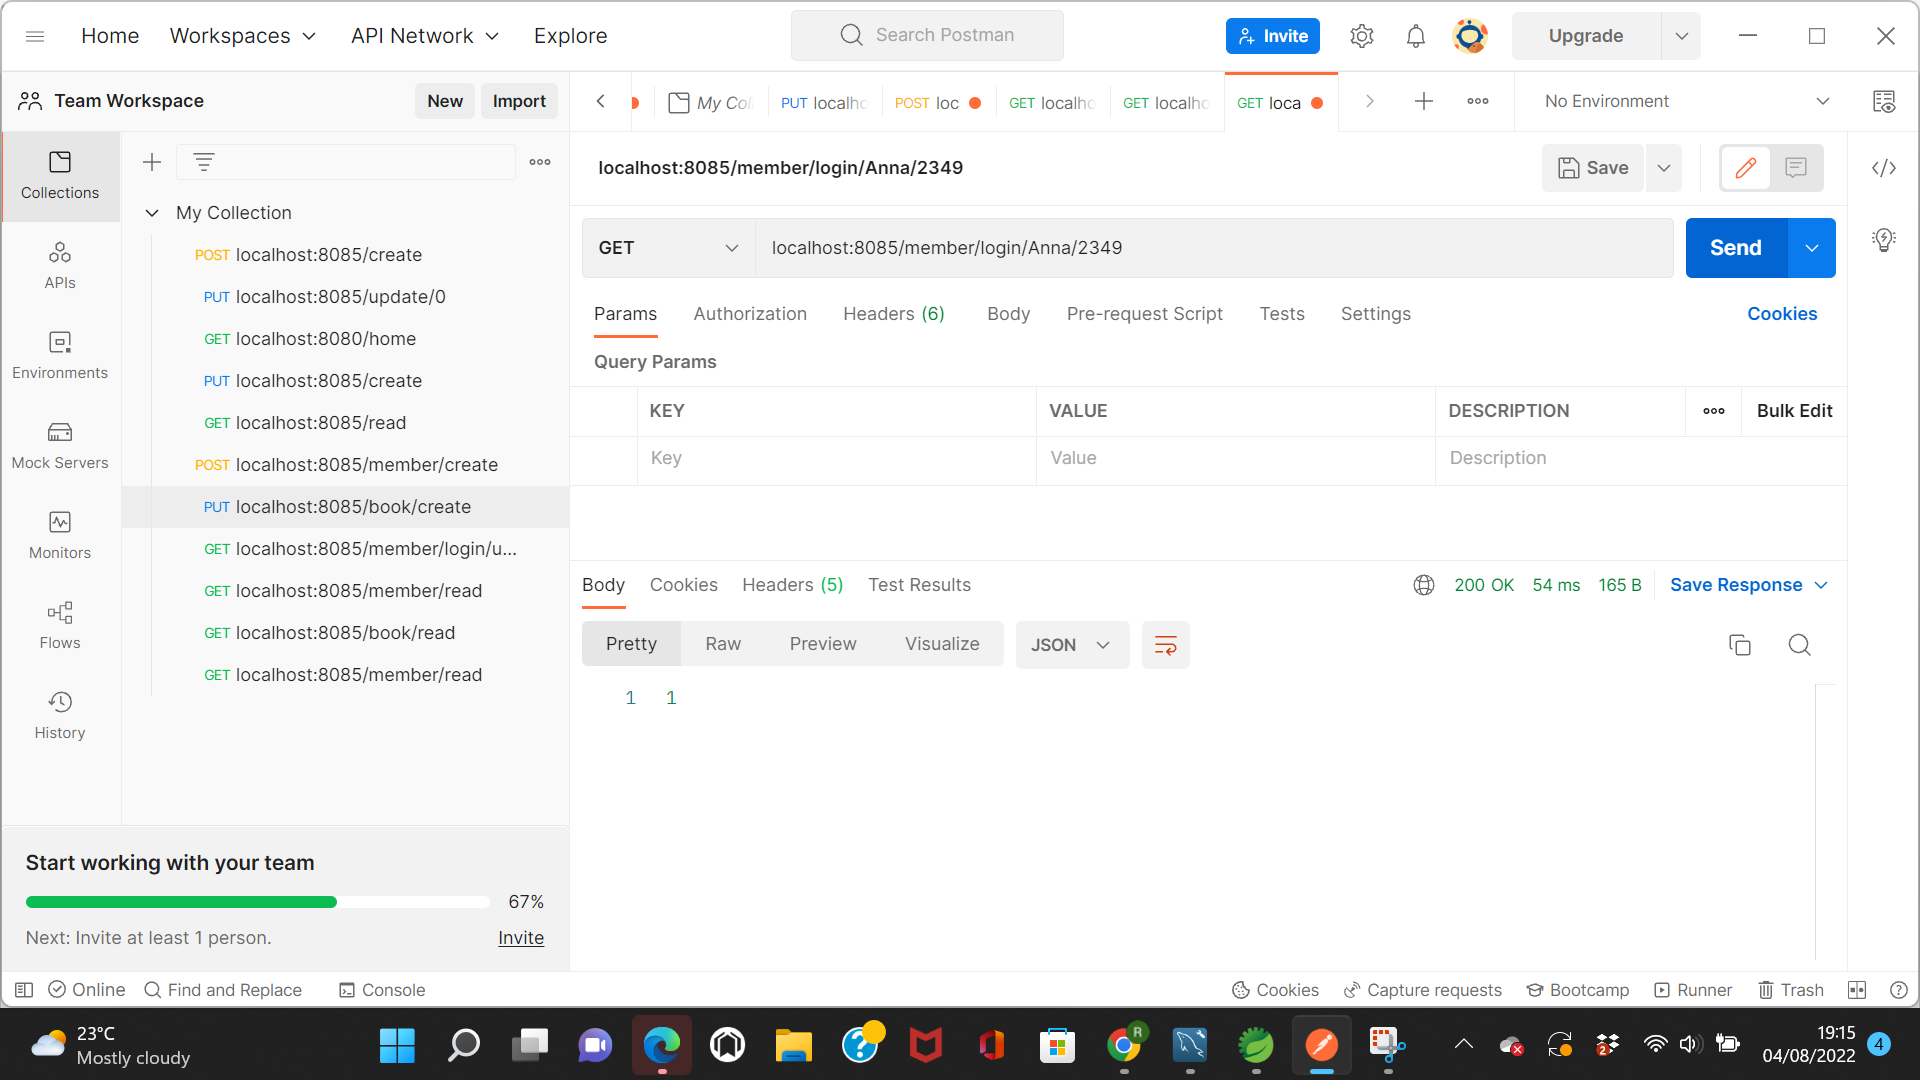 Home Workspaces API Network Explore Search Postman Invite Upgrade
Team Workspace New Import My Col PUT localho POST loc GET localho GET localho GET loca No Environment
Collections
APIs
Environments
Mock Servers
Monitors
Flows
History
My Collection
POST localhost:8085/create
PUT localhost:8085/update/0
GET localhost:8080/home
PUT localhost:8085/create
GET localhost:8085/read
POST localhost:8085/member/create
PUT localhost:8085/book/create
GET localhost:8085/member/login/u...
GET localhost:8085/member/read
GET localhost:8085/book/read
GET localhost:8085/member/read
Start working with your team
67%
Next: Invite at least 1 person. Invite
localhost:8085/member/login/Anna/2349 Save
GET localhost:8085/member/login/Anna/2349 Send
Params Authorization Headers (6) Body Pre-request Script Tests Settings Cookies
Query Params
KEY VALUE DESCRIPTION Bulk Edit
Key Value Description
Body Cookies Headers (5) Test Results 200 OK 54 ms 165 B Save Response
Pretty Raw Preview Visualize JSON
1 1
Online Find and Replace Console Cookies Capture requests Bootcamp Runner Trash
23°C
Mostly cloudy
R
2
19:15
04/08/2022
4